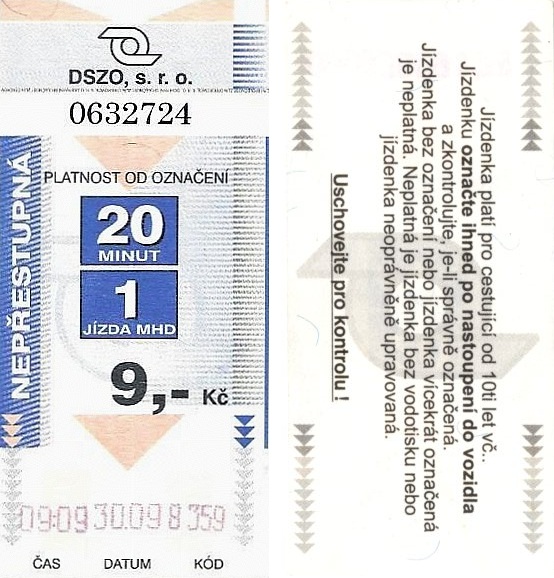 DSZO, s. r. o.
0632724
NEPŘESTUPNÁ
PLATNOST OD OZNAČENÍ
20
MINUT
1
JÍZDA MHD
9,- Kč
09:09 30.09 8 359
ČAS DATUM KÓD
Jízdenka platí pro cestující od 10ti let vč..
Jízdenku označte ihned po nastoupení do vozidla
a zkontrolujte, je-li správně označená.
Jízdenka bez označení nebo jízdenka vícekrát označená
je neplatná. Neplatná je jízdenka bez vodotisku nebo
jízdenka neoprávněně upravovaná.
Uschovejte pro kontrolu !